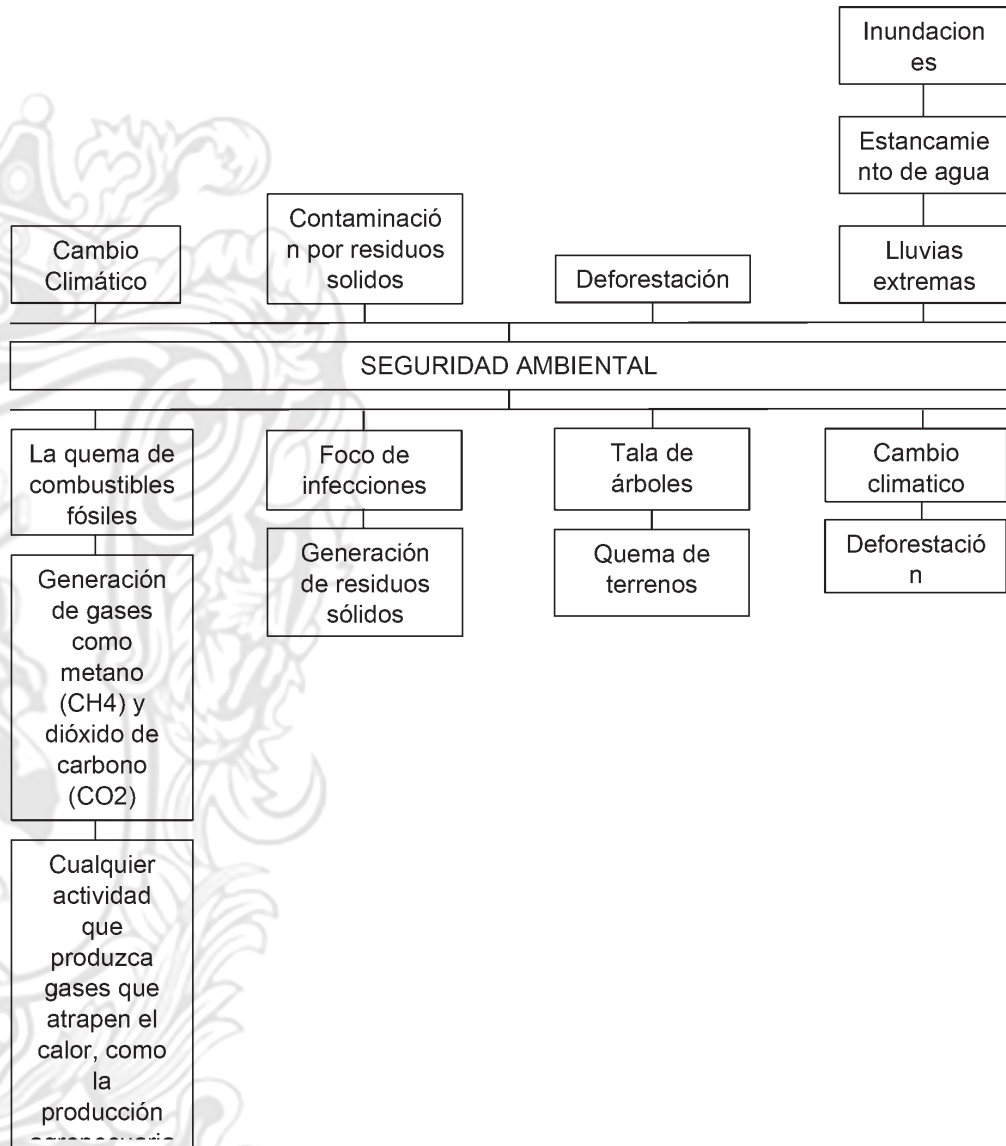 Inundacion
es
Estancamie
nto de agua
Lluvias
extremas
Cambio
Climático
Contaminació
n por residuos
solidos
Deforestación
SEGURIDAD AMBIENTAL
La quema de
combustibles
fósiles
Generación
de gases
como
metano
(CH4) y
dióxido de
carbono
(CO2)
Cualquier
actividad
que
produzca
gases que
atrapen el
calor, como
la
producción
Foco de
infecciones
Generación
de residuos
sólidos
Tala de
árboles
Quema de
terrenos
Cambio
climatico
Deforestació
n